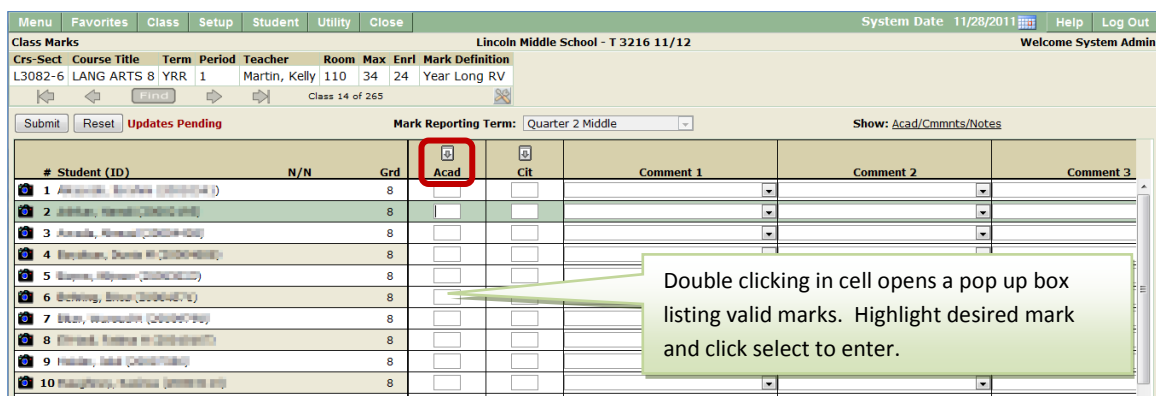 Menu Favorites Class Setup Student Utility Close System Date 11/28/2011 Help Log Out
Class Marks Lincoln Middle School - T 3216 11/12 Welcome System Admin
Crs-Sect Course Title Term Period Teacher Room Max Enrl Mark Definition
L3082-6 LANG ARTS 8 YRR 1 Martin, Kelly 110 34 24 Year Long RV
Find Class 14 of 265
Submit Reset Updates Pending Mark Reporting Term: Quarter 2 Middle Show: Acad/Cmmnts/Notes
# Student (ID) N/N Grd Acad Cit Comment 1 Comment 2 Comment 3
1 8
2 8
3 8
4 8
5 8
6 8
7 8
8 8
9 8
10 8
Double clicking in cell opens a pop up box
listing valid marks. Highlight desired mark
and click select to enter.